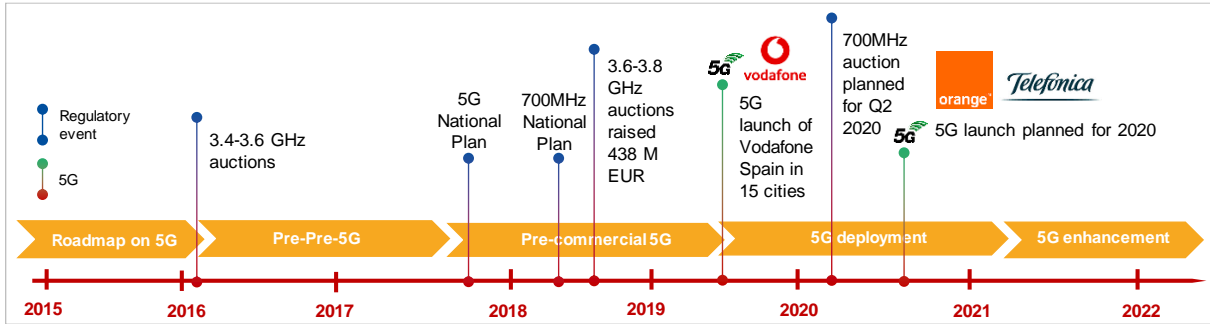 Regulatory
event
5G
3.4-3.6 GHz
auctions
5G
National
Plan
700MHz
National
Plan
3.6-3.8
GHz
auctions
raised
438 M
EUR
5G
vodafone
5G
launch of
Vodafone
Spain in
15 cities
700MHz
auction
planned
for Q2
2020
orange™
Telefónica
5G
5G launch planned for 2020
Roadmap on 5G
Pre-Pre-5G
Pre-commercial 5G
5G deployment
5G enhancement
2015
2016
2017
2018
2019
2020
2021
2022